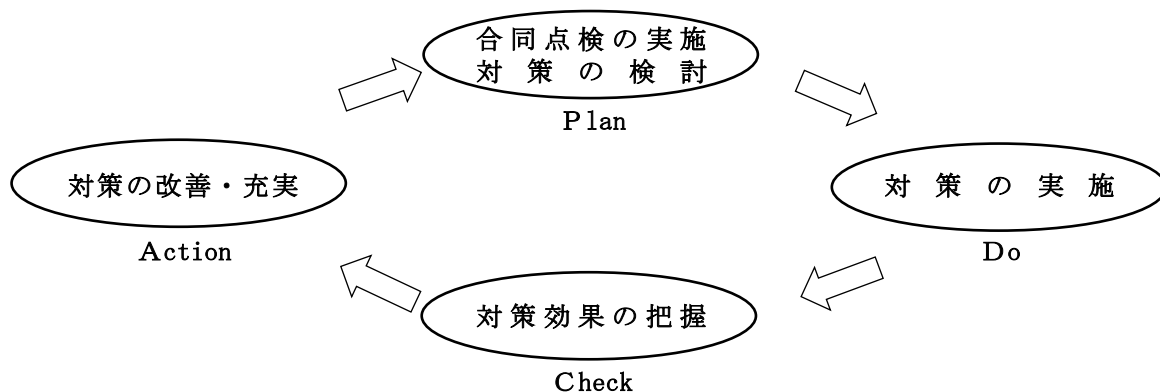 合同点検の実施
対策の検討
Plan
対策の改善・充実
対策の実施
Action
Do
対策効果の把握
Check